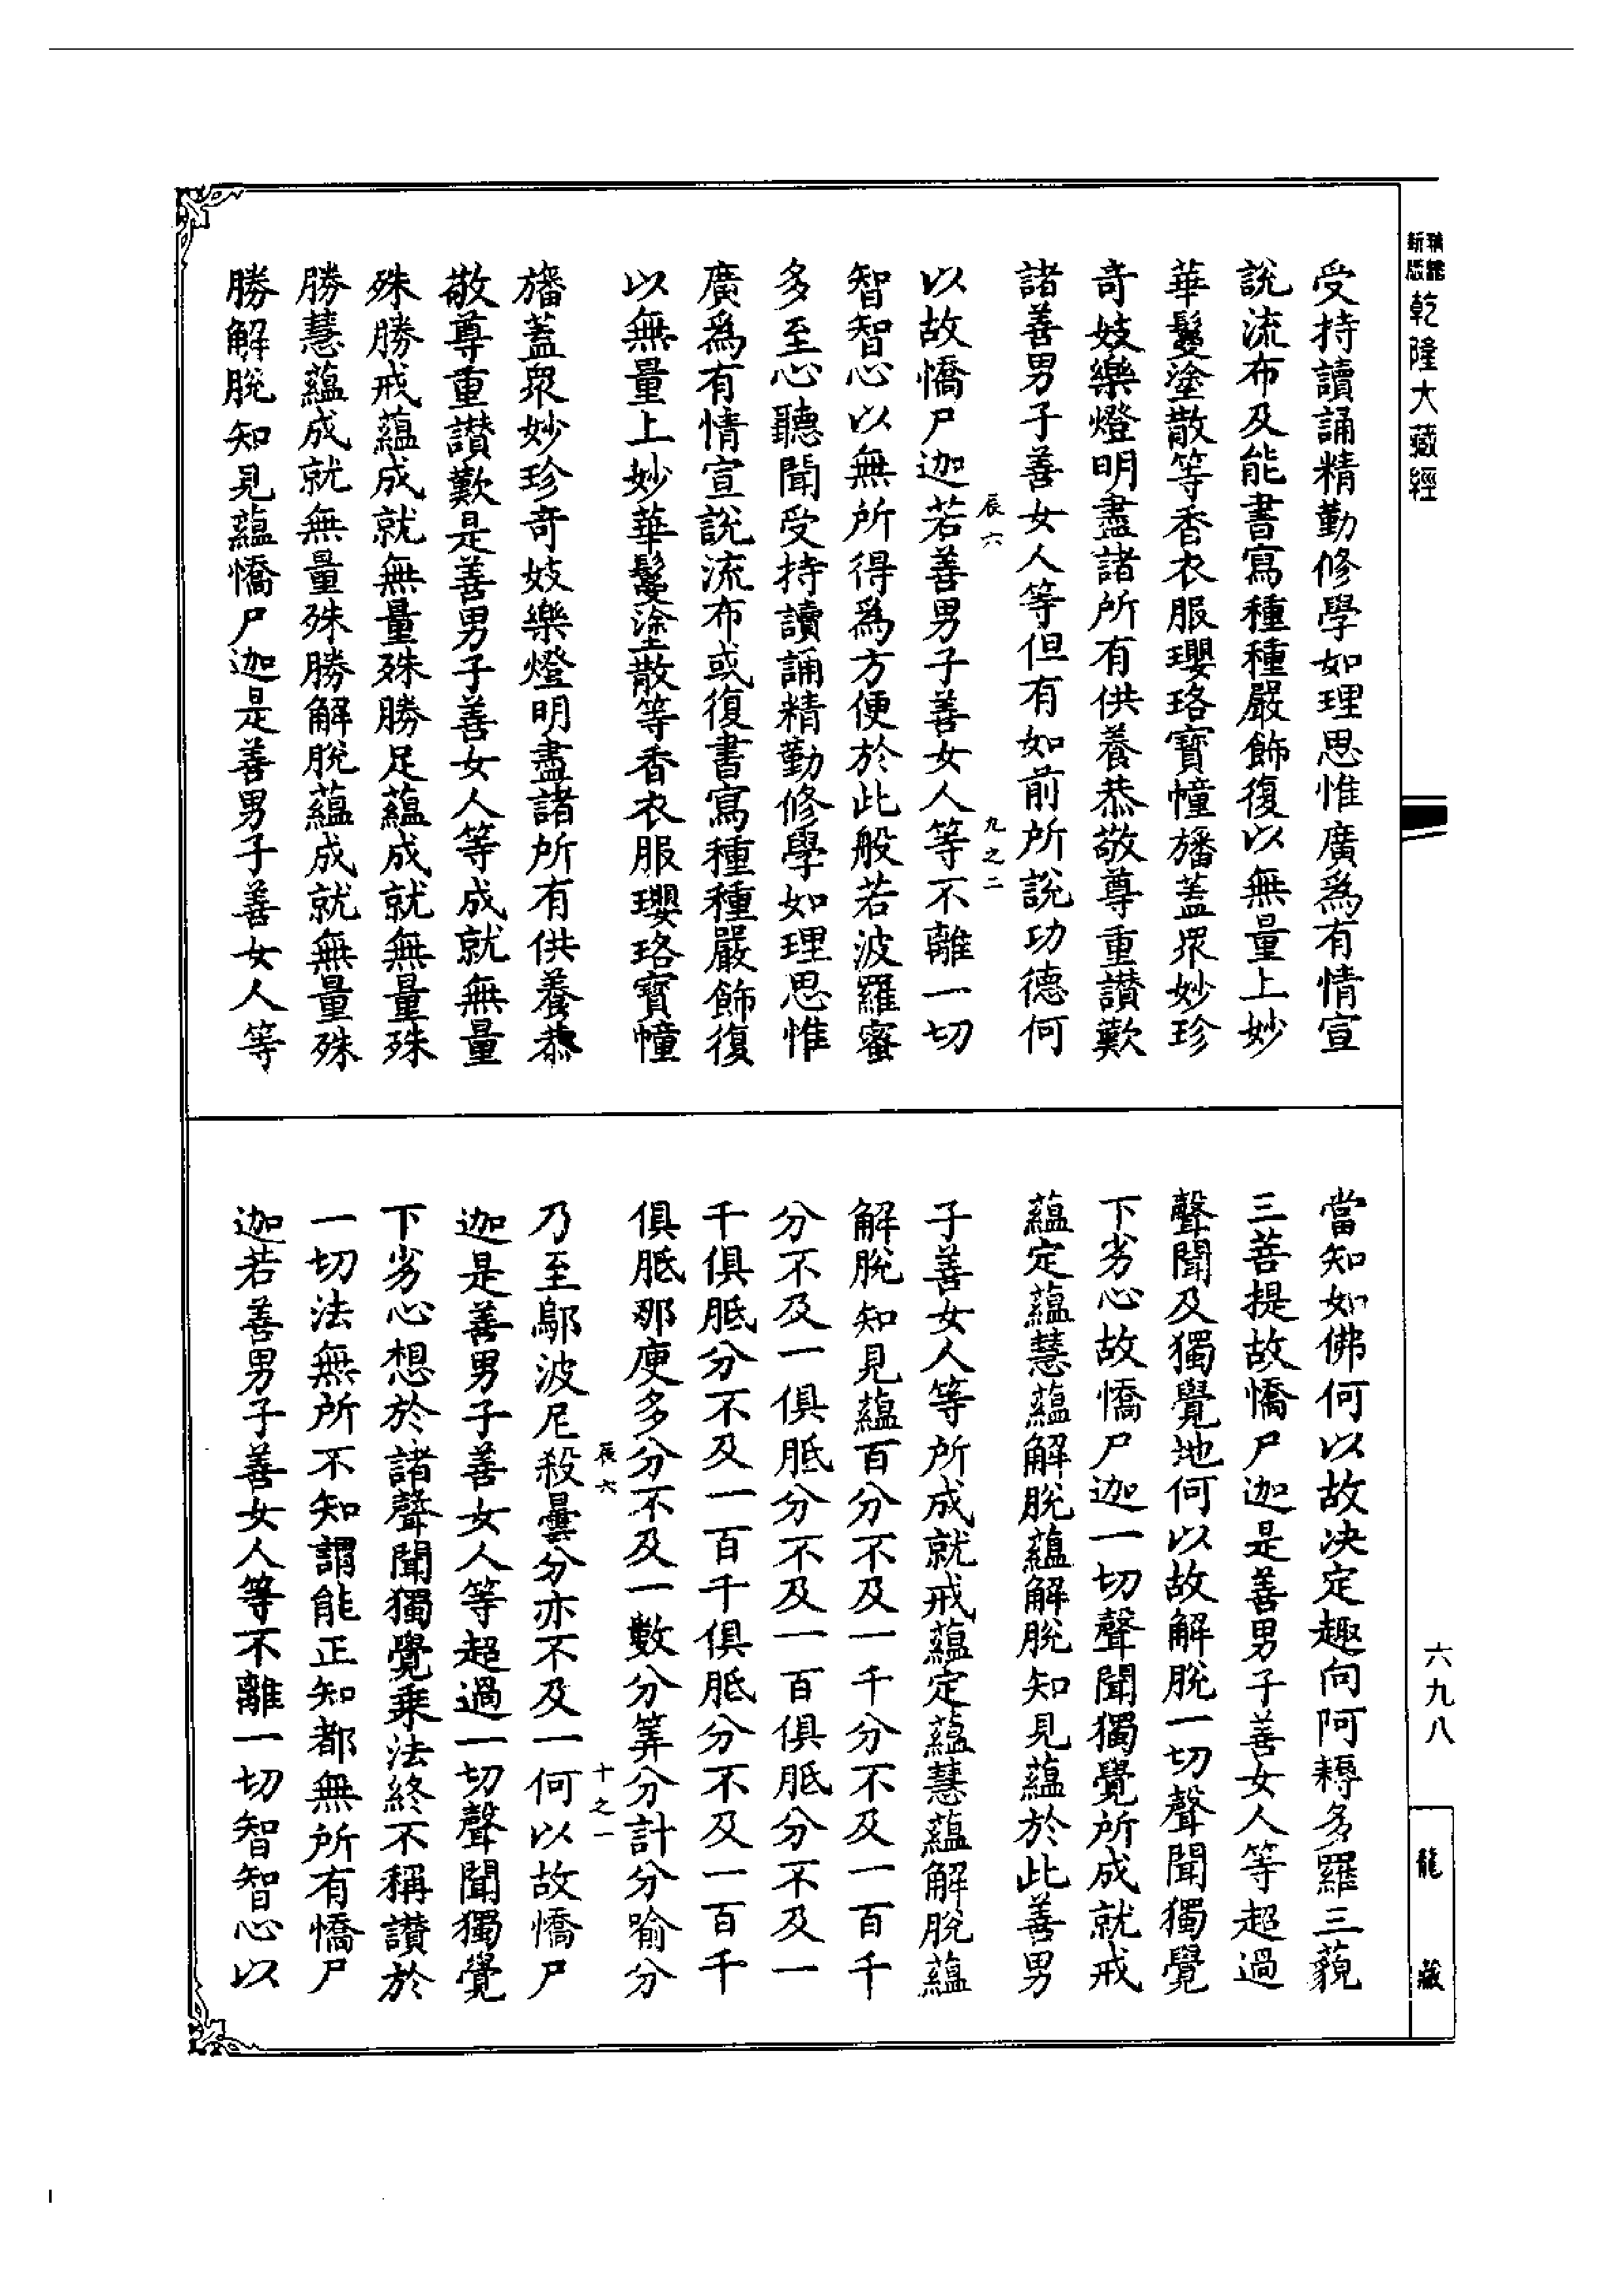 新編縮版乾隆大藏經
受持讀誦精勤修學如理思惟廣爲有情宣
說流布及能書寫種種嚴飾復以無量上妙
華鬘塗散等香衣服瓔珞寶幢旛蓋眾妙珍
奇妓樂燈明盡諸所有供養恭敬尊重讚歎
諸善男子善女人等但有如前所說功德何
辰六 九之二
以故憍尸迦若善男子善女人等不離一切
智智心以無所得爲方便於此般若波羅蜜
多至心聽聞受持讀誦精勤修學如理思惟
廣爲有情宣說流布或復書寫種種嚴飾復
以無量上妙華鬘塗散等香衣服瓔珞寶幢
旛蓋眾妙珍奇妓樂燈明盡諸所有供養恭
敬尊重讚歎是善男子善女人等成就無量
殊勝戒蘊成就無量殊勝定蘊成就無量殊
勝慧蘊成就無量殊勝解脫蘊成就無量殊
勝解脫知見蘊憍尸迦是善男子善女人等
當知如佛何以故決定趣向阿耨多羅三藐
三菩提故憍尸迦是善男子善女人等超過
聲聞及獨覺地何以故解脫一切聲聞獨覺
下劣心故憍尸迦一切聲聞獨覺所成就戒
蘊定蘊慧蘊解脫蘊解脫知見蘊於此善男
子善女人等所成就戒蘊定蘊慧蘊解脫蘊
解脫知見蘊百分不及一千分不及一百千
分不及一俱胝分不及一百俱胝分不及一
千俱胝分不及一百千俱胝分不及一百千
俱胝那庾多分不及一數分筭分計分喻分
辰六 十之一
乃至鄔波尼殺曇分亦不及一何以故憍尸
迦是善男子善女人等超過一切聲聞獨覺
下劣心想於諸聲聞獨覺乘法終不稱讚於
一切法無所不知謂能正知都無所有憍尸
迦若善男子善女人等不離一切智智心以
六九八
龍藏